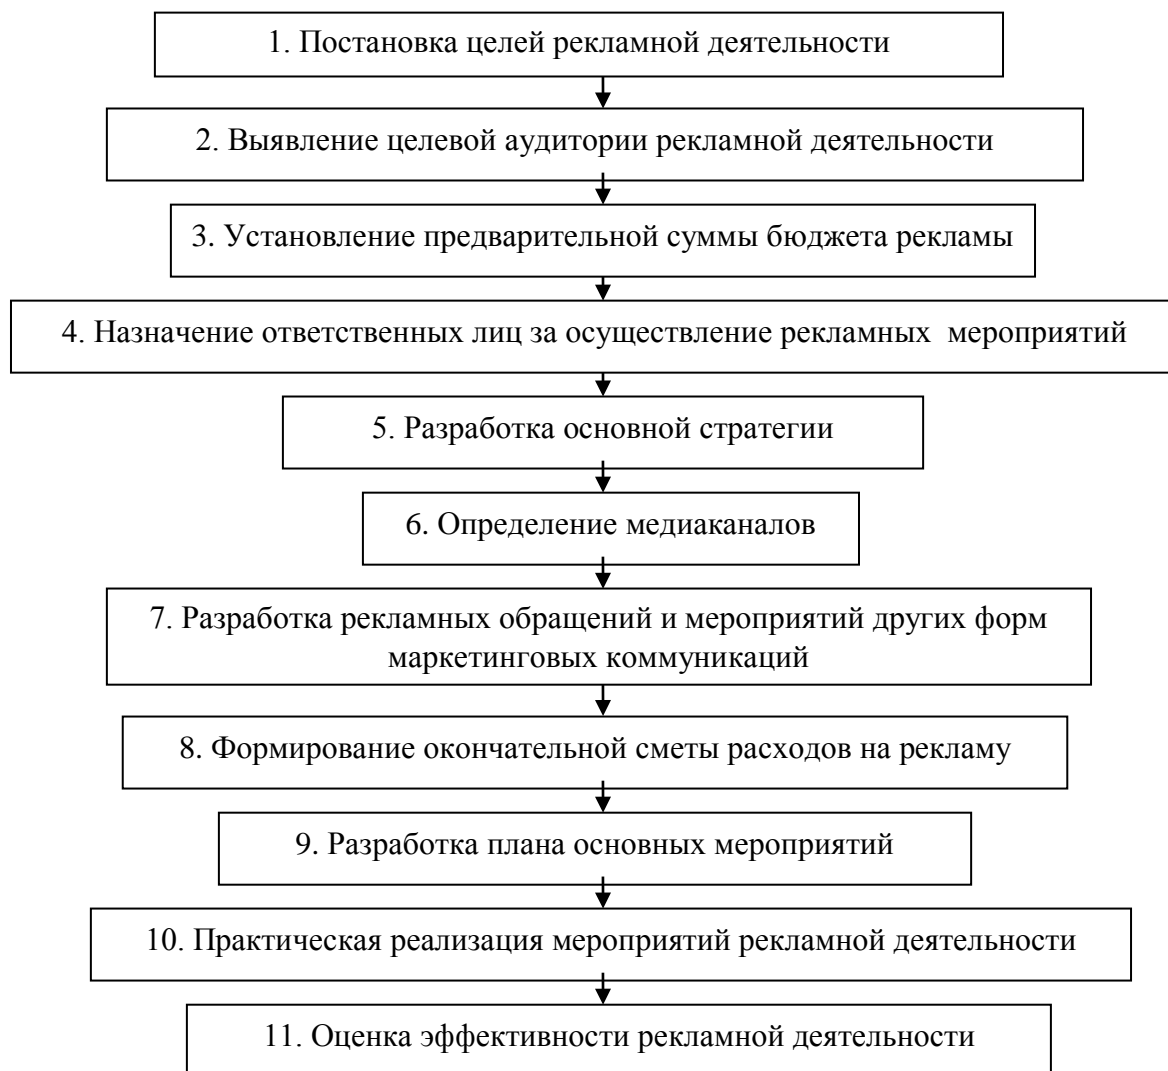 1. Постановка целей рекламной деятельности
2. Выявление целевой аудитории рекламной деятельности
3. Установление предварительной суммы бюджета рекламы
4. Назначение ответственных лиц за осуществление рекламных  мероприятий
5. Разработка основной стратегии
6. Определение медиаканалов
7. Разработка рекламных обращений и мероприятий других форм
маркетинговых коммуникаций
8. Формирование окончательной сметы расходов на рекламу
9. Разработка плана основных мероприятий
10. Практическая реализация мероприятий рекламной деятельности
11. Оценка эффективности рекламной деятельности